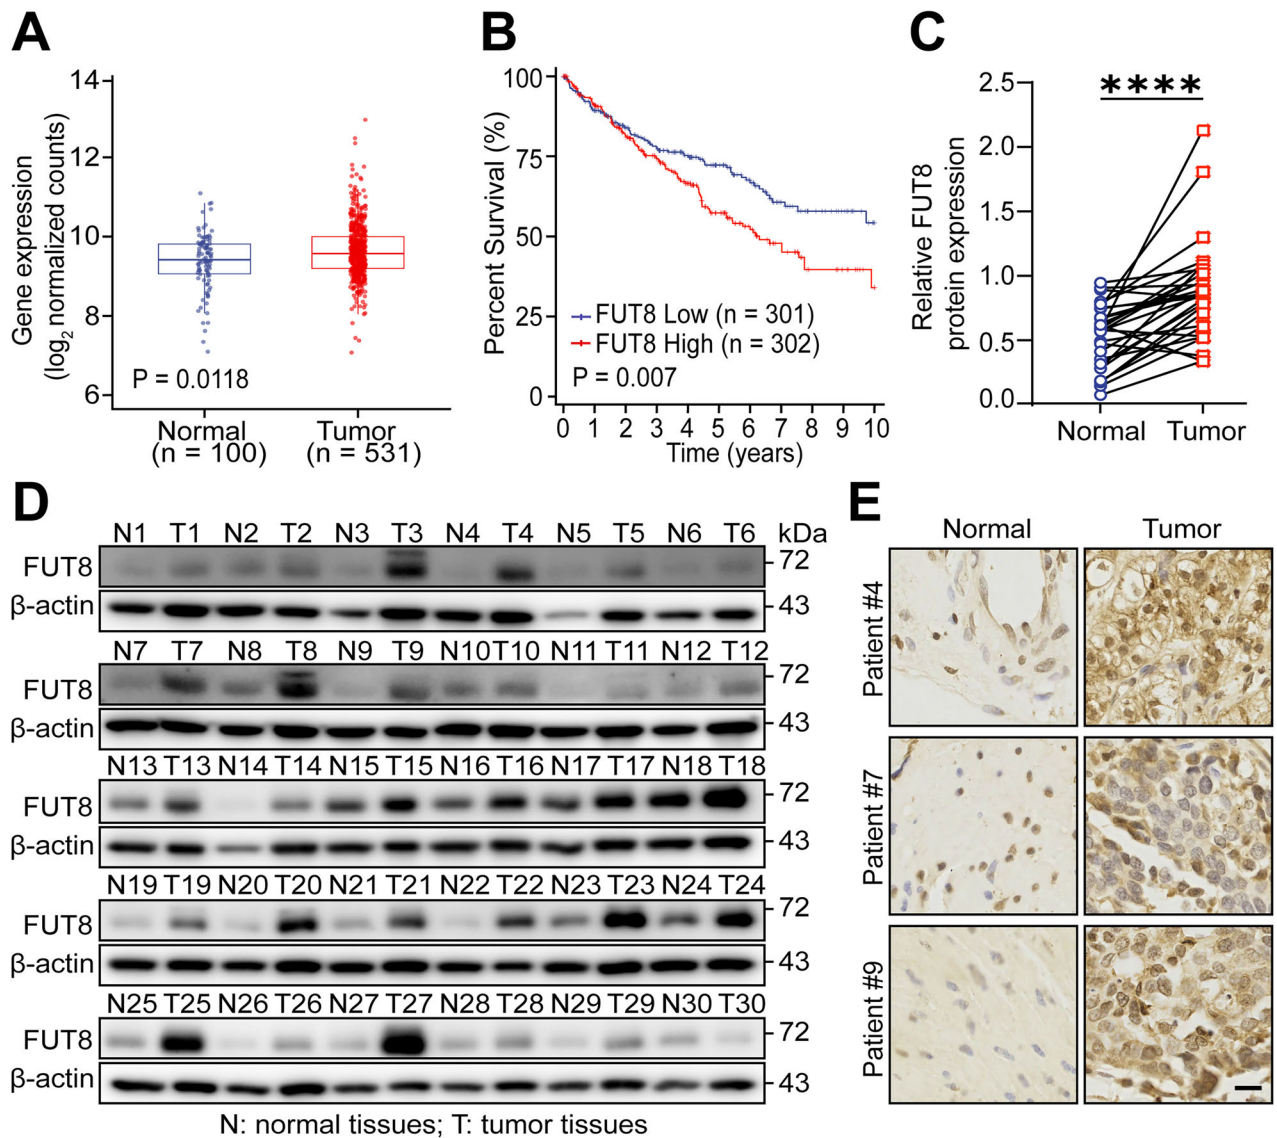 A
Gene expression
(log2 normalized counts)
14
12
10
8
6
P = 0.0118
Normal
(n = 100)
Tumor
(n = 531)
B
Percent Survival (%)
100
75
50
25
0
FUT8 Low (n = 301)
FUT8 High (n = 302)
P = 0.007
0 1 2 3 4 5 6 7 8 9 10
Time (years)
C
Relative FUT8
protein expression
2.5
2.0
1.5
1.0
0.5
0.0
****
Normal Tumor
D
N1 T1 N2 T2 N3 T3 N4 T4 N5 T5 N6 T6 kDa
FUT8 72
β-actin 43
N7 T7 N8 T8 N9 T9 N10 T10 N11 T11 N12 T12
FUT8 72
β-actin 43
N13 T13 N14 T14 N15 T15 N16 T16 N17 T17 N18 T18
FUT8 72
β-actin 43
N19 T19 N20 T20 N21 T21 N22 T22 N23 T23 N24 T24
FUT8 72
β-actin 43
N25 T25 N26 T26 N27 T27 N28 T28 N29 T29 N30 T30
FUT8 72
β-actin 43
N: normal tissues; T: tumor tissues
E
Normal Tumor
Patient #4
Patient #7
Patient #9